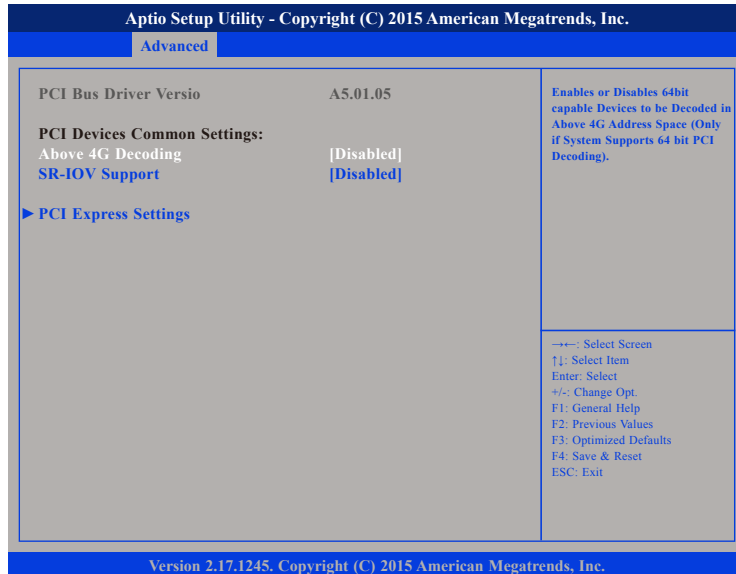 Aptio Setup Utility - Copyright (C) 2015 American Megatrends, Inc.
Advanced
PCI Bus Driver Versio A5.01.05
PCI Devices Common Settings:
Above 4G Decoding [Disabled]
SR-IOV Support [Disabled]
►PCI Express Settings
Enables or Disables 64bit
capable Devices to be Decoded in
Above 4G Address Space (Only
if System Supports 64 bit PCI
Decoding).
→←: Select Screen
↑↓: Select Item
Enter: Select
+/-: Change Opt.
F1: General Help
F2: Previous Values
F3: Optimized Defaults
F4: Save & Reset
ESC: Exit
Version 2.17.1245. Copyright (C) 2015 American Megatrends, Inc.